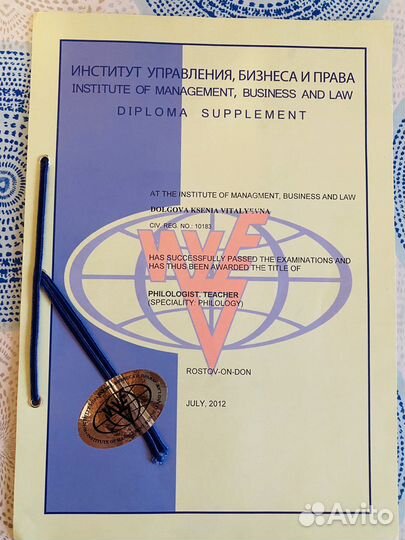 ИНСТИТУТ УПРАВЛЕНИЯ, БИЗНЕСА И ПРАВА
INSTITUTE OF MANAGEMENT, BUSINESS AND LAW
DIPLOMA SUPPLEMENT
AT THE INSTITUTE OF MANAGMENT, BUSINESS AND LAW
DOLGOVA KSENIA VITALYEVNA
CIV. REG. NO.: 10183
HAS SUCCESSFULLY PASSED THE EXAMINATIONS AND
HAS THUS BEEN AWARDED THE TITLE OF
PHILOLOGIST. TEACHER
(SPECIALITY: PHILOLOGY)
ROSTOV-ON-DON
JULY, 2012
Avito